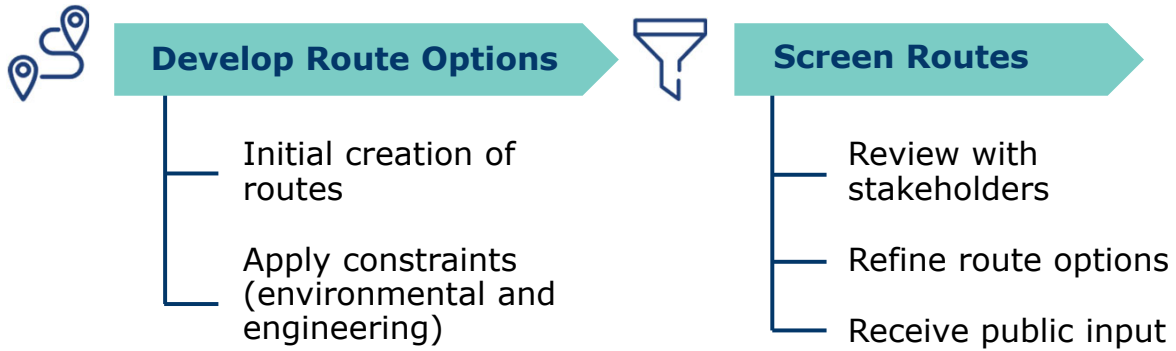 Develop Route Options
Initial creation of
routes
Apply constraints
(environmental and
engineering)
Screen Routes
Review with
stakeholders
Refine route options
Receive public input